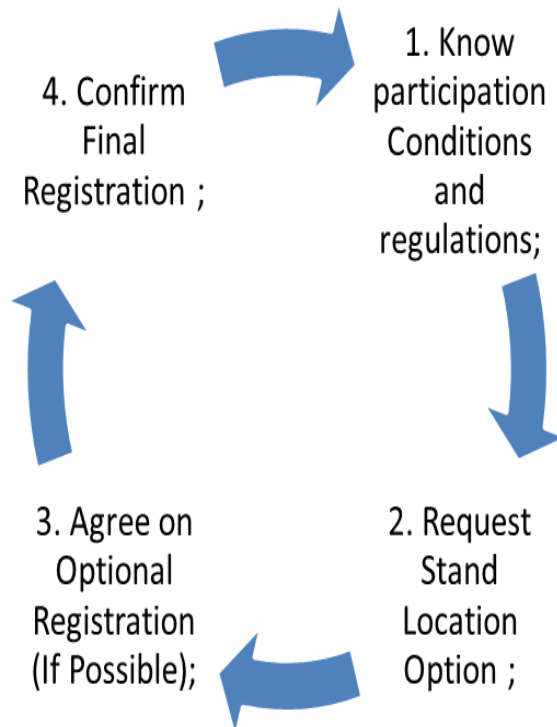 1. Know
participation
Conditions
and
regulations;
2. Request
Stand
Location
Option ;
3. Agree on
Optional
Registration
(If Possible);
4. Confirm
Final
Registration ;